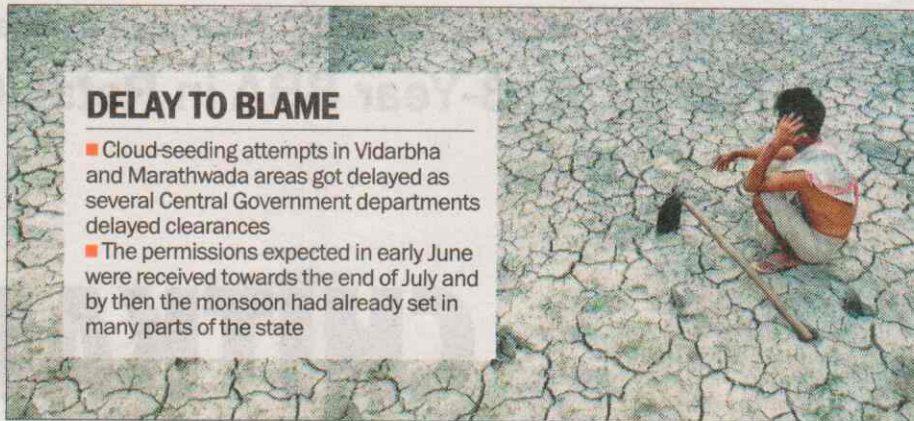 DELAY TO BLAME
■ Cloud-seeding attempts in Vidarbha
and Marathwada areas got delayed as
several Central Government departments
delayed clearances
■ The permissions expected in early June
were received towards the end of July and
by then the monsoon had already set in
many parts of the state